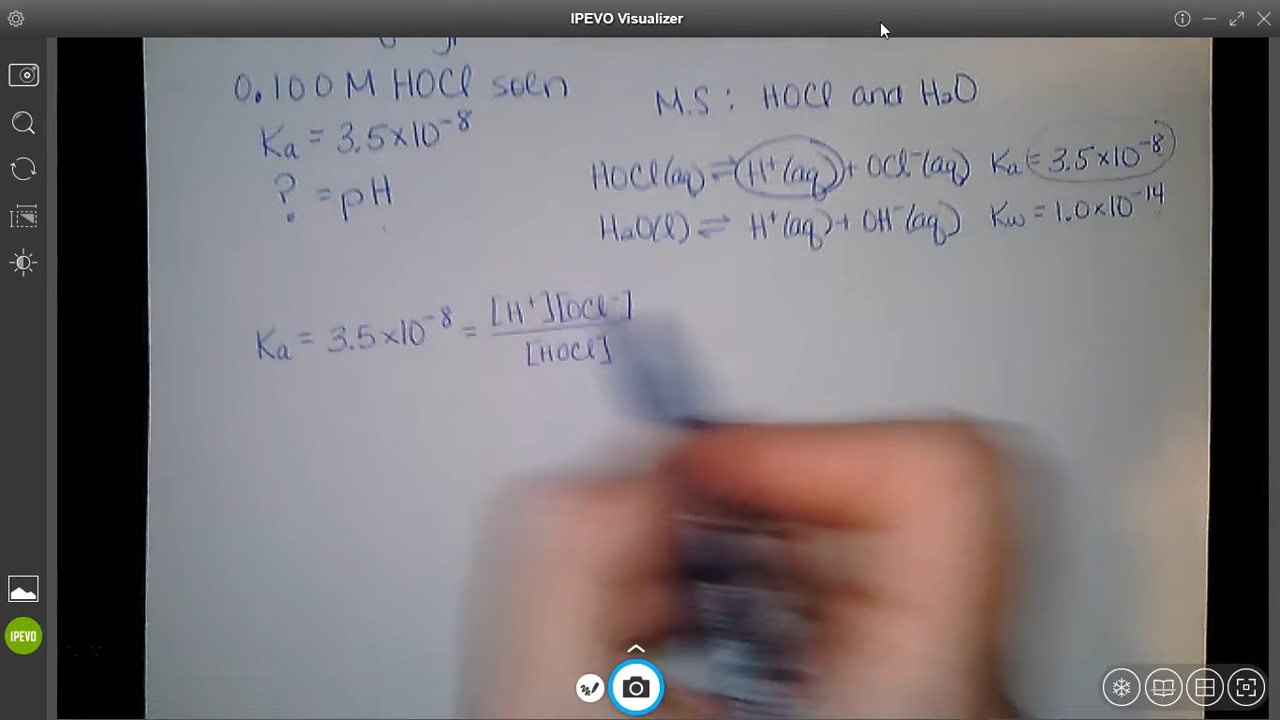 IPEVO Visualizer
0.100 M HOCl soln
Ka = 3.5×10⁻⁸
? = pH
M.S : HOCl and H₂O
HOCl(aq) ⇌ H⁺(aq) + OCl⁻(aq) Ka = 3.5×10⁻⁸
H₂O(l) ⇌ H⁺(aq) + OH⁻(aq) Kw = 1.0×10⁻¹⁴
Ka = 3.5×10⁻⁸ = [H⁺][OCl⁻] / [HOCl]
IPEVO